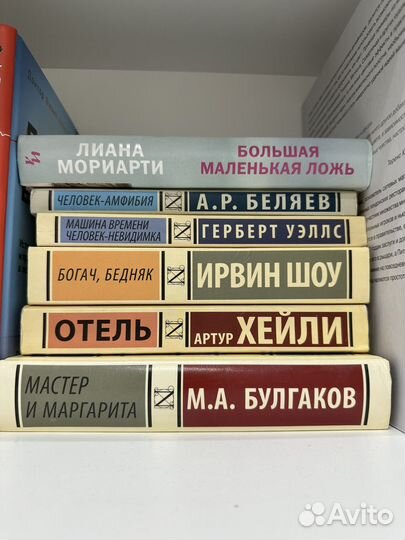 ЛИАНА
МОРИАРТИ
БОЛЬШАЯ
МАЛЕНЬКАЯ ЛОЖЬ
ЧЕЛОВЕК-АМФИБИЯ
А.Р. БЕЛЯЕВ
МАШИНА ВРЕМЕНИ
ЧЕЛОВЕК-НЕВИДИМКА
ГЕРБЕРТ УЭЛЛС
БОГАЧ, БЕДНЯК
ИРВИН ШОУ
ОТЕЛЬ
АРТУР ХЕЙЛИ
МАСТЕР
И МАРГАРИТА
М.А. БУЛГАКОВ
Avito